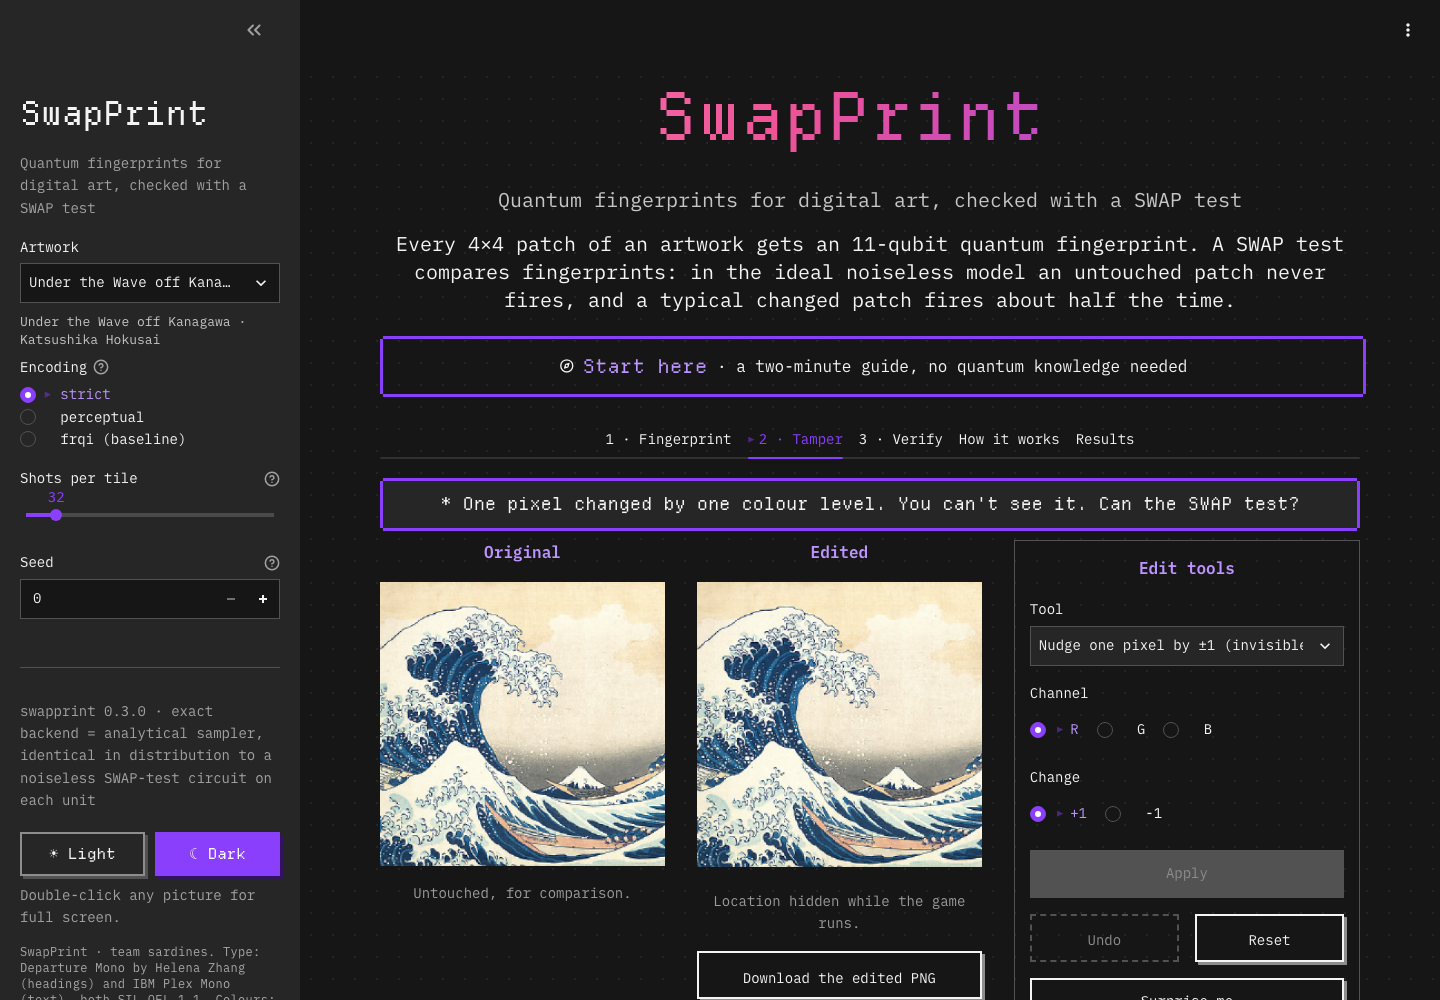 SwapPrint
Quantum fingerprints for
digital art, checked with a
SWAP test
Artwork
Under the Wave off Kana…
Under the Wave off Kanagawa ·
Katsushika Hokusai
Encoding
▸ strict
perceptual
frqi (baseline)
Shots per tile
32
Seed
0
swapprint 0.3.0 · exact
backend = analytical sampler,
identical in distribution to a
noiseless SWAP-test circuit on
each unit
☀ Light
☾ Dark
Double-click any picture for
full screen.
SwapPrint · team sardines. Type:
Departure Mono by Helena Zhang
(headings) and IBM Plex Mono
(text), both SIL OFL 1.1. Colours:
SwapPrint
Quantum fingerprints for digital art, checked with a SWAP test
Every 4×4 patch of an artwork gets an 11-qubit quantum fingerprint. A SWAP test
compares fingerprints: in the ideal noiseless model an untouched patch never
fires, and a typical changed patch fires about half the time.
Start here · a two-minute guide, no quantum knowledge needed
1 · Fingerprint ▸ 2 · Tamper 3 · Verify How it works Results
* One pixel changed by one colour level. You can't see it. Can the SWAP test?
Original
Untouched, for comparison.
Edited
Location hidden while the game
runs.
Download the edited PNG
Edit tools
Tool
Nudge one pixel by ±1 (invisible
Channel
▸ R G B
Change
▸ +1 -1
Apply
Undo Reset
Surprise me